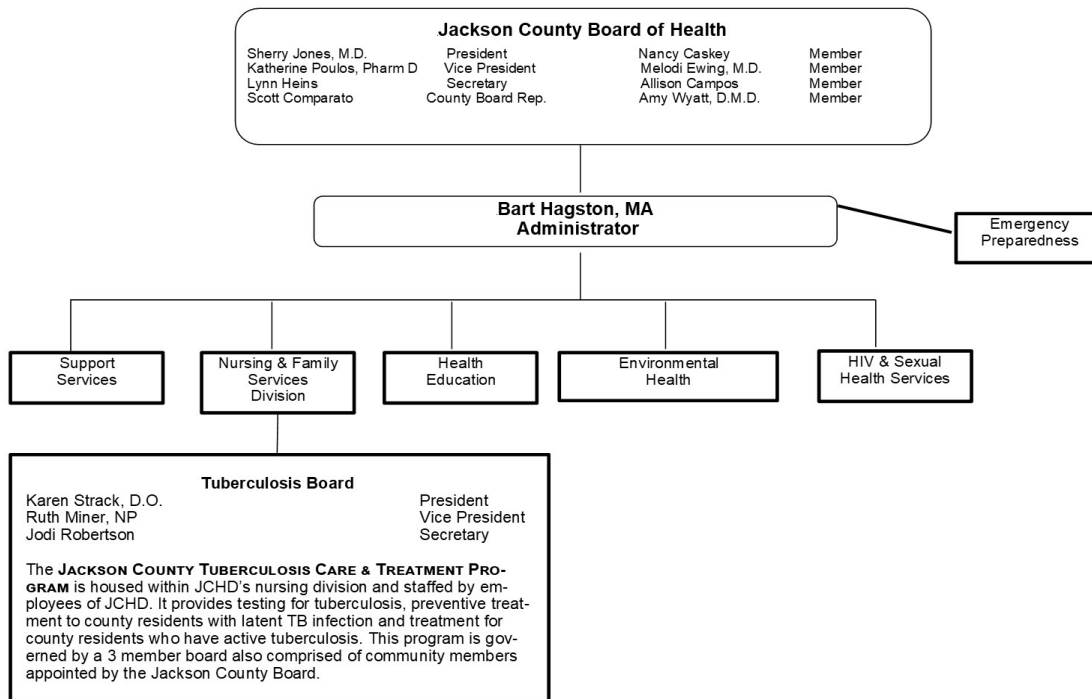 Jackson County Board of Health
Sherry Jones, M.D. President Nancy Caskey Member
Katherine Poulos, Pharm D Vice President Melodi Ewing, M.D. Member
Lynn Heins Secretary Allison Campos Member
Scott Comparato County Board Rep. Amy Wyatt, D.M.D. Member
Bart Hagston, MA
Administrator
Emergency
Preparedness
Support
Services
Nursing & Family
Services
Division
Health
Education
Environmental
Health
HIV & Sexual
Health Services
Tuberculosis Board
Karen Strack, D.O. President
Ruth Miner, NP Vice President
Jodi Robertson Secretary
The JACKSON COUNTY TUBERCULOSIS CARE & TREATMENT PRO-
GRAM is housed within JCHD's nursing division and staffed by em-
ployees of JCHD. It provides testing for tuberculosis, preventive treat-
ment to county residents with latent TB infection and treatment for
county residents who have active tuberculosis. This program is gov-
erned by a 3 member board also comprised of community members
appointed by the Jackson County Board.